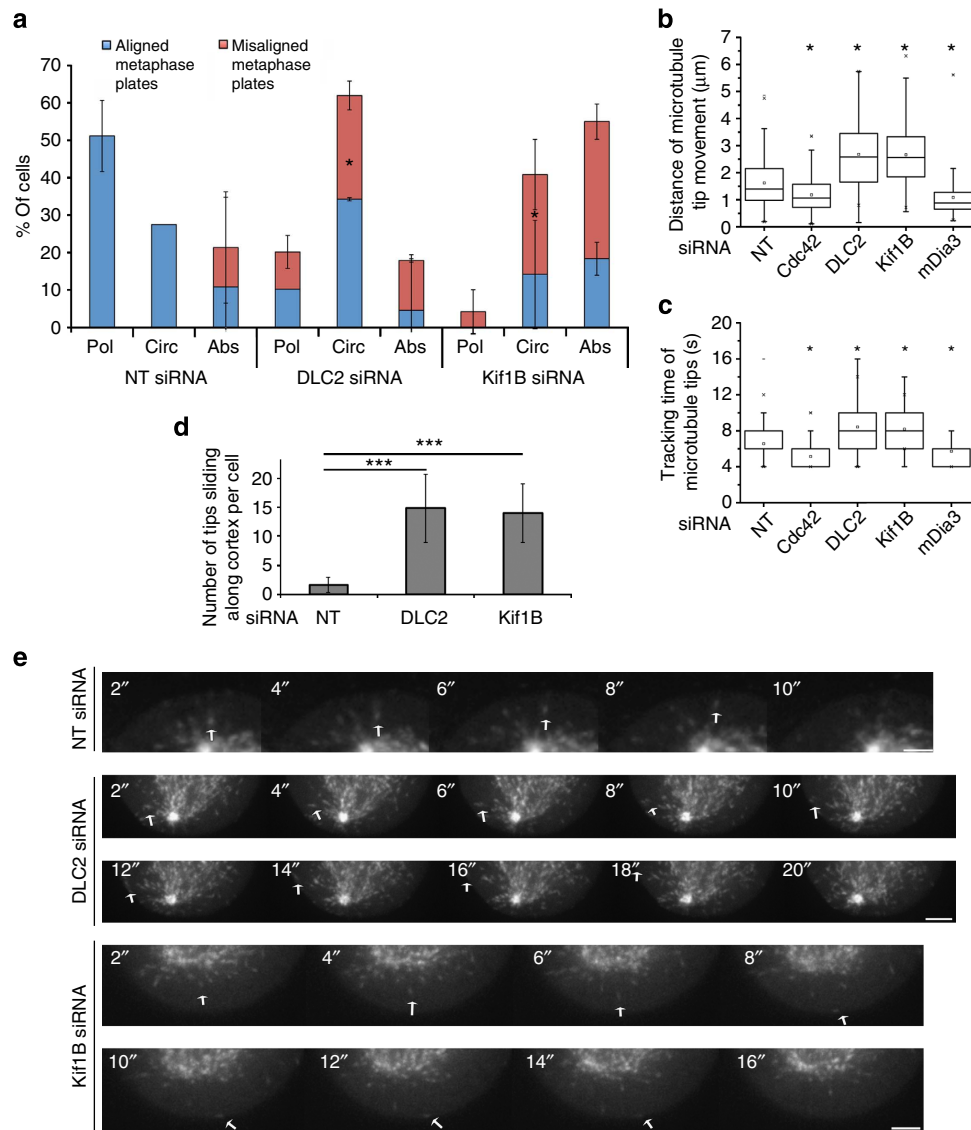 a
Aligned metaphase plates
Misaligned metaphase plates
% Of cells
70
60
50
40
30
20
10
0
*
*
Pol Circ Abs Pol Circ Abs Pol Circ Abs
NT siRNA DLC2 siRNA Kif1B siRNA
b
Distance of microtubule tip movement (μm)
7
6
5
4
3
2
1
0
* * * *
siRNA NT Cdc42 DLC2 Kif1B mDia3
c
Tracking time of microtubule tips (s)
20
16
12
8
4
0
* * * *
siRNA NT Cdc42 DLC2 Kif1B mDia3
d
Number of tips sliding along cortex per cell
20
15
10
5
0
***
***
siRNA NT DLC2 Kif1B
e
NT siRNA
2″ 4″ 6″ 8″ 10″
DLC2 siRNA
2″ 4″ 6″ 8″ 10″
12″ 14″ 16″ 18″ 20″
Kif1B siRNA
2″ 4″ 6″ 8″
10″ 12″ 14″ 16″